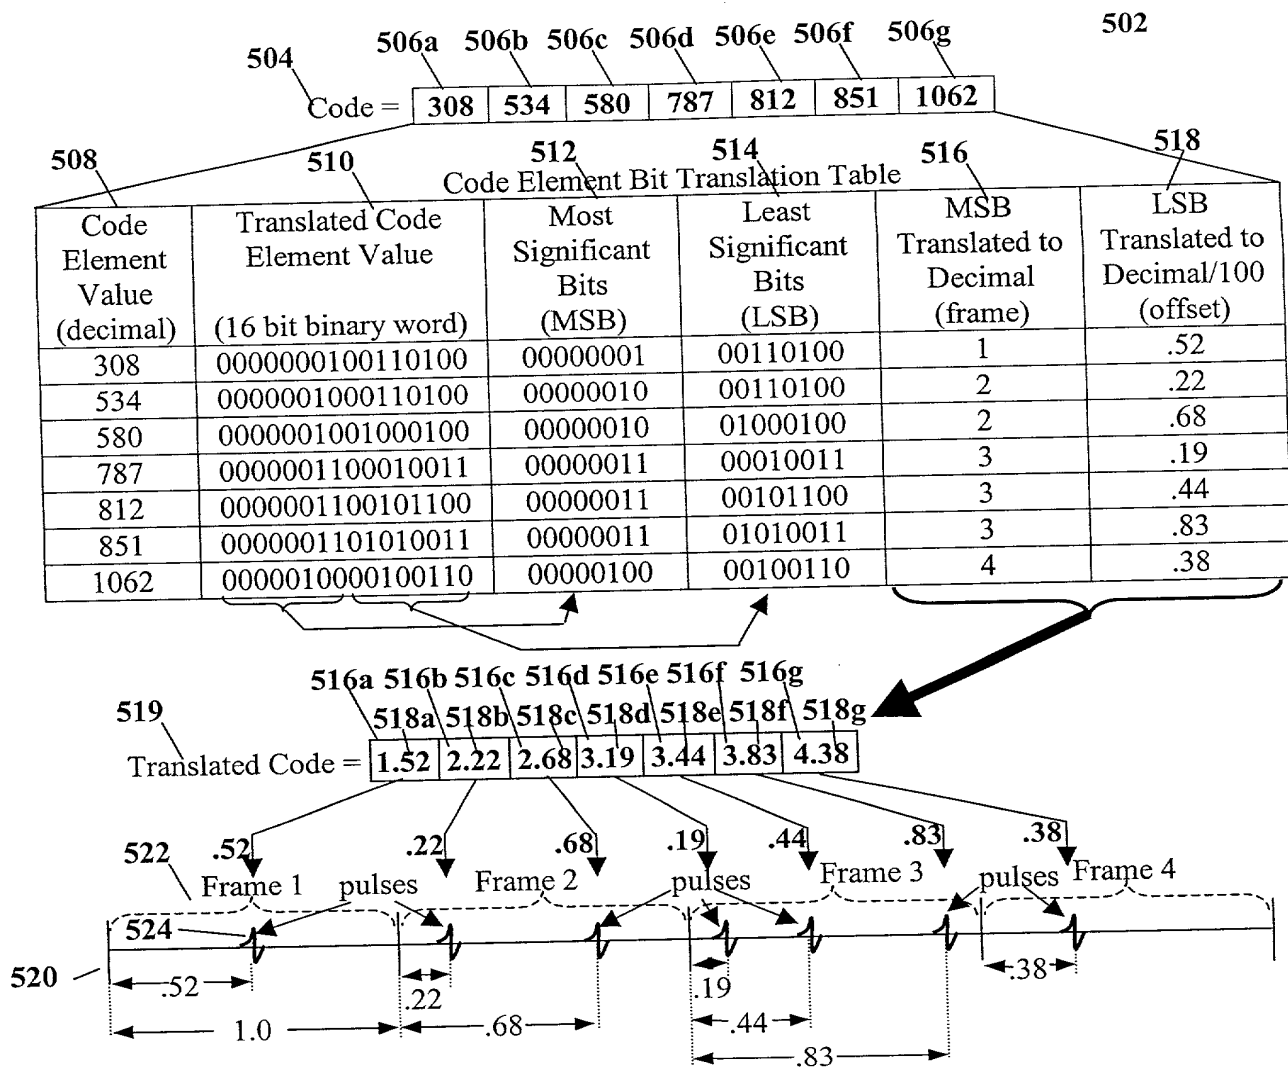 502
506a 506b 506c 506d 506e 506f 506g
504
Code = 308 534 580 787 812 851 1062
508 510 512 514 516 518
Code Element Bit Translation Table
Code Element Value (decimal)
Translated Code Element Value (16 bit binary word)
Most Significant Bits (MSB)
Least Significant Bits (LSB)
MSB Translated to Decimal (frame)
LSB Translated to Decimal/100 (offset)
308 0000000100110100 00000001 00110100 1 .52
534 0000001000110100 00000010 00110100 2 .22
580 0000001001000100 00000010 01000100 2 .68
787 0000001100010011 00000011 00010011 3 .19
812 0000001100101100 00000011 00101100 3 .44
851 0000001101010011 00000011 01010011 3 .83
1062 0000010000100110 00000100 00100110 4 .38
516a 516b 516c 516d 516e 516f 516g
519
518a 518b 518c 518d 518e 518f 518g
Translated Code = 1.52 2.22 2.68 3.19 3.44 3.83 4.38
522
.52 .22 .68 .19 .44 .83 .38
Frame 1 pulses Frame 2 pulses Frame 3 pulses Frame 4
524
520
.52 .22 .19 .38
1.0 .68 .44
.83